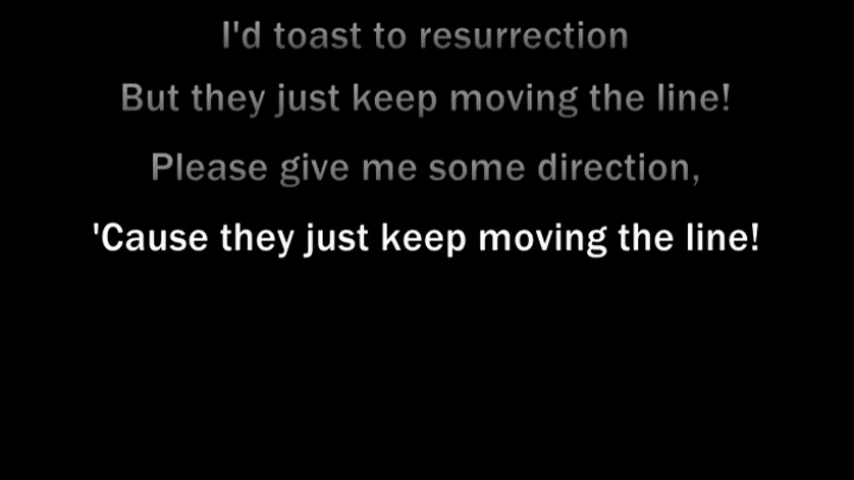 I'd toast to resurrection
But they just keep moving the line!
Please give me some direction,
'Cause they just keep moving the line!